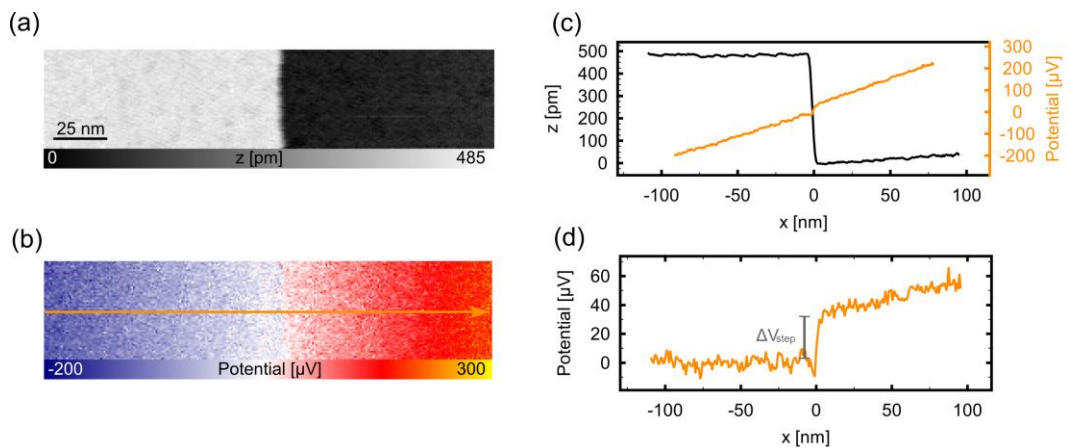 (a)
25 nm
0 z [pm] 485
(b)
-200 Potential [µV] 300
(c)
500
400
300
200
100
0
z [pm]
300
200
100
0
-100
-200
Potential [µV]
-100 -50 0 50 100
x [nm]
(d)
60
40
20
0
Potential [µV]
ΔVstep
-100 -50 0 50 100
x [nm]